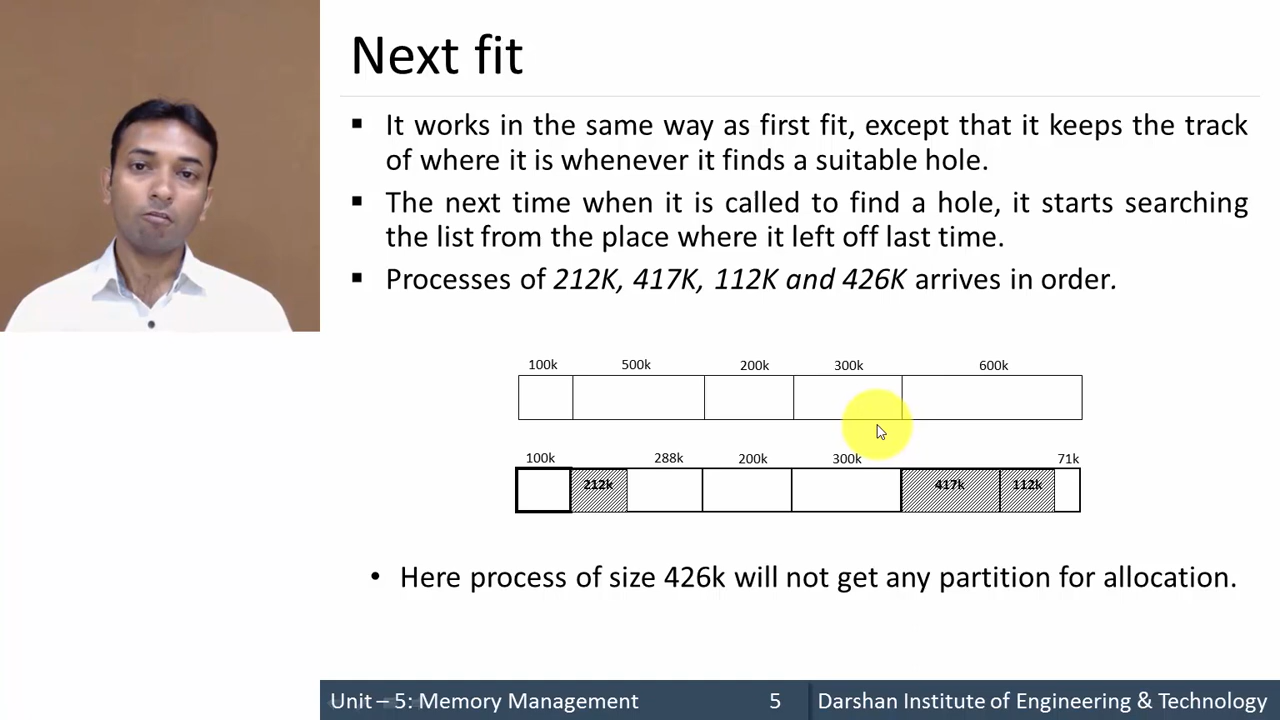 Next fit
▪ It works in the same way as first fit, except that it keeps the track
of where it is whenever it finds a suitable hole.
▪ The next time when it is called to find a hole, it starts searching
the list from the place where it left off last time.
▪ Processes of 212K, 417K, 112K and 426K arrives in order.
100k 500k 200k 300k 600k
100k 288k 200k 300k 71k
212k 417k 112k
• Here process of size 426k will not get any partition for allocation.
Unit – 5: Memory Management 5 Darshan Institute of Engineering & Technology